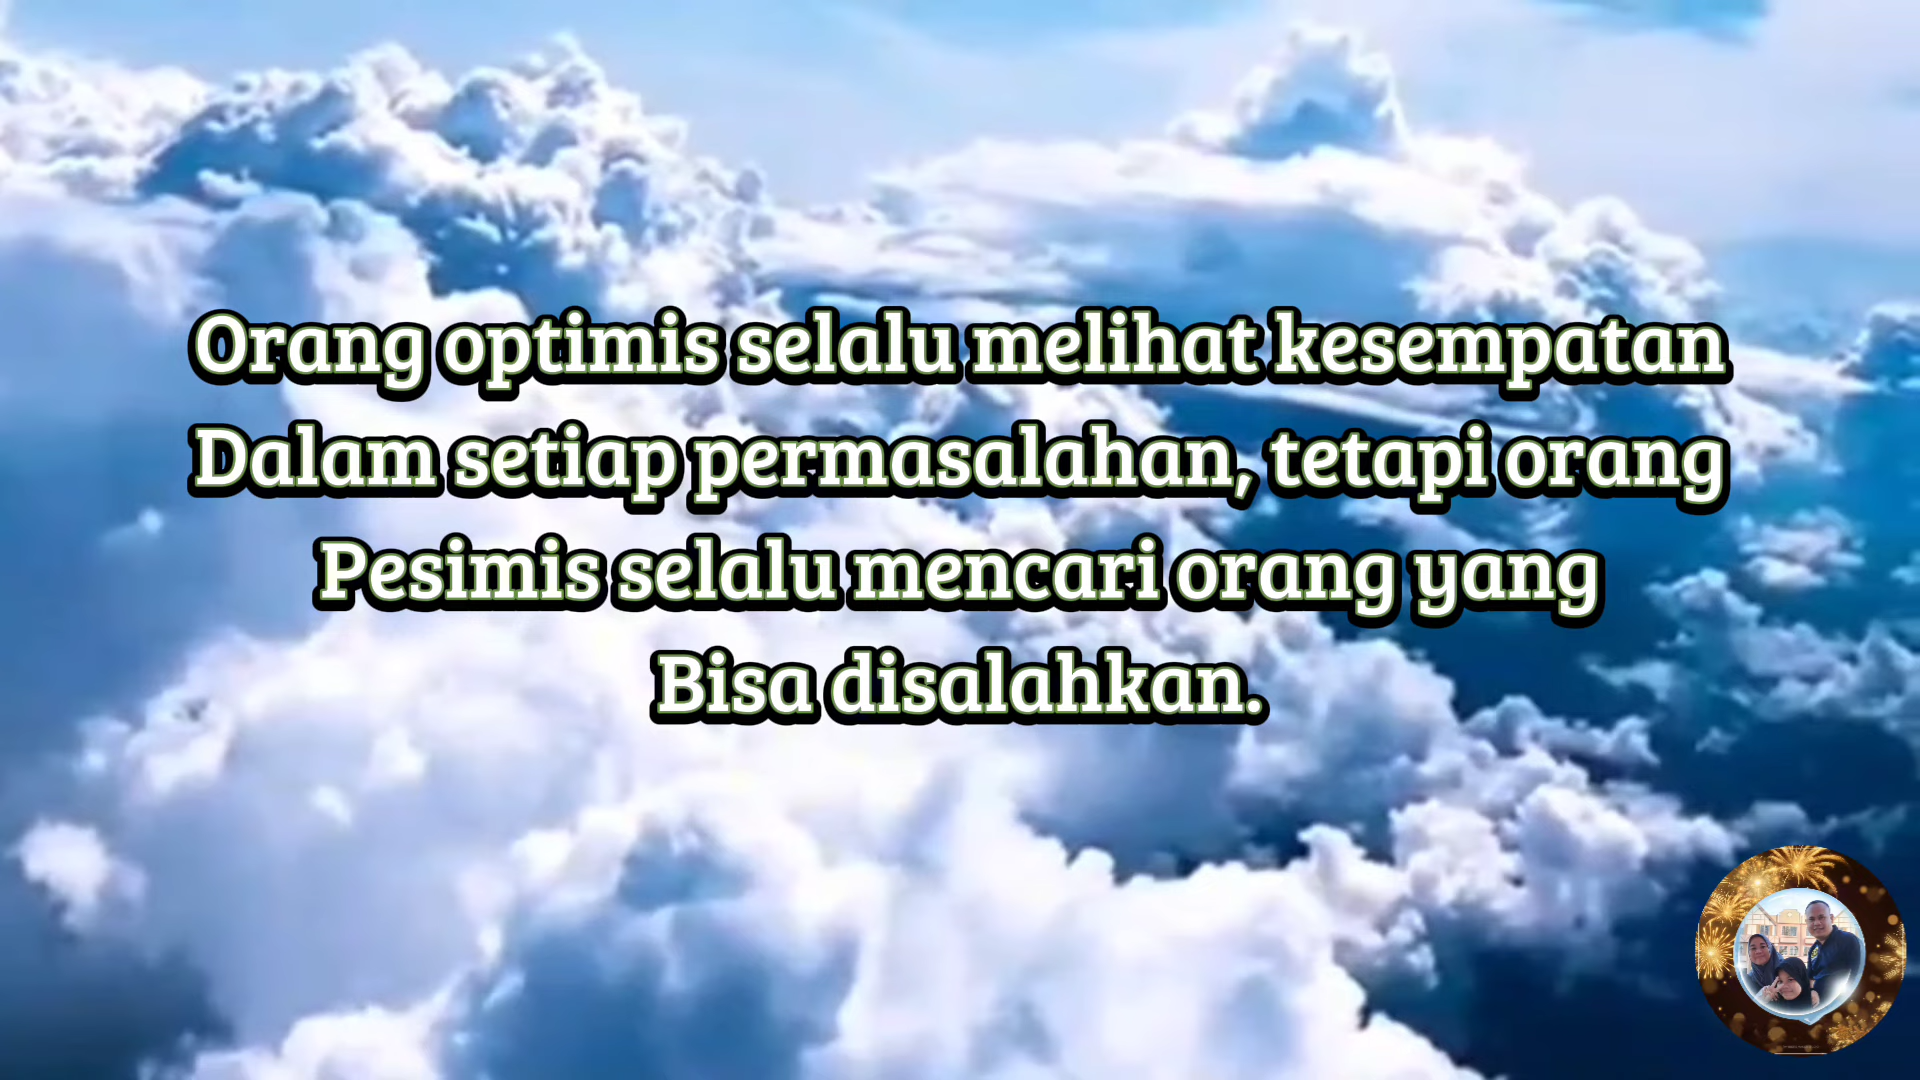 Orang optimis selalu melihat kesempatan
Dalam setiap permasalahan, tetapi orang
Pesimis selalu mencari orang yang
Bisa disalahkan.